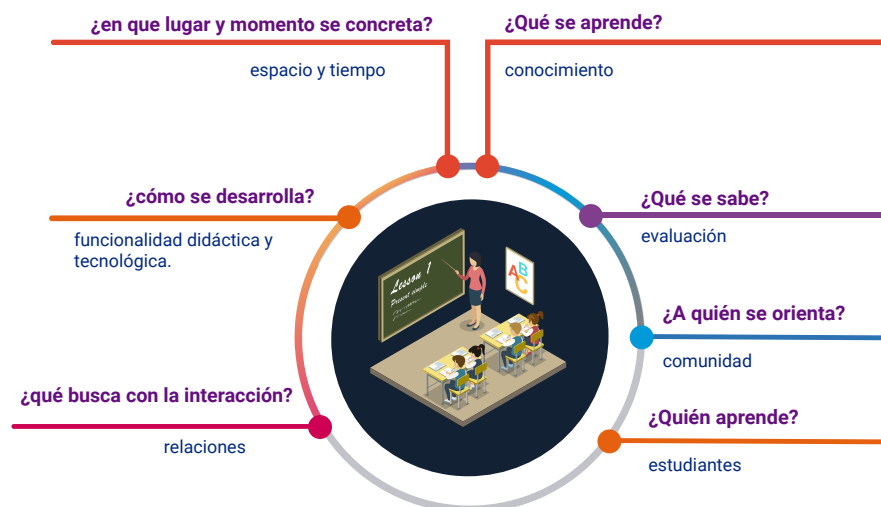 ¿en que lugar y momento se concreta?
espacio y tiempo
¿Qué se aprende?
conocimiento
¿cómo se desarrolla?
funcionalidad didáctica y
tecnológica.
¿Qué se sabe?
evaluación
¿A quién se orienta?
comunidad
¿qué busca con la interacción?
relaciones
¿Quién aprende?
estudiantes
Lesson 1
Present simple
ABC